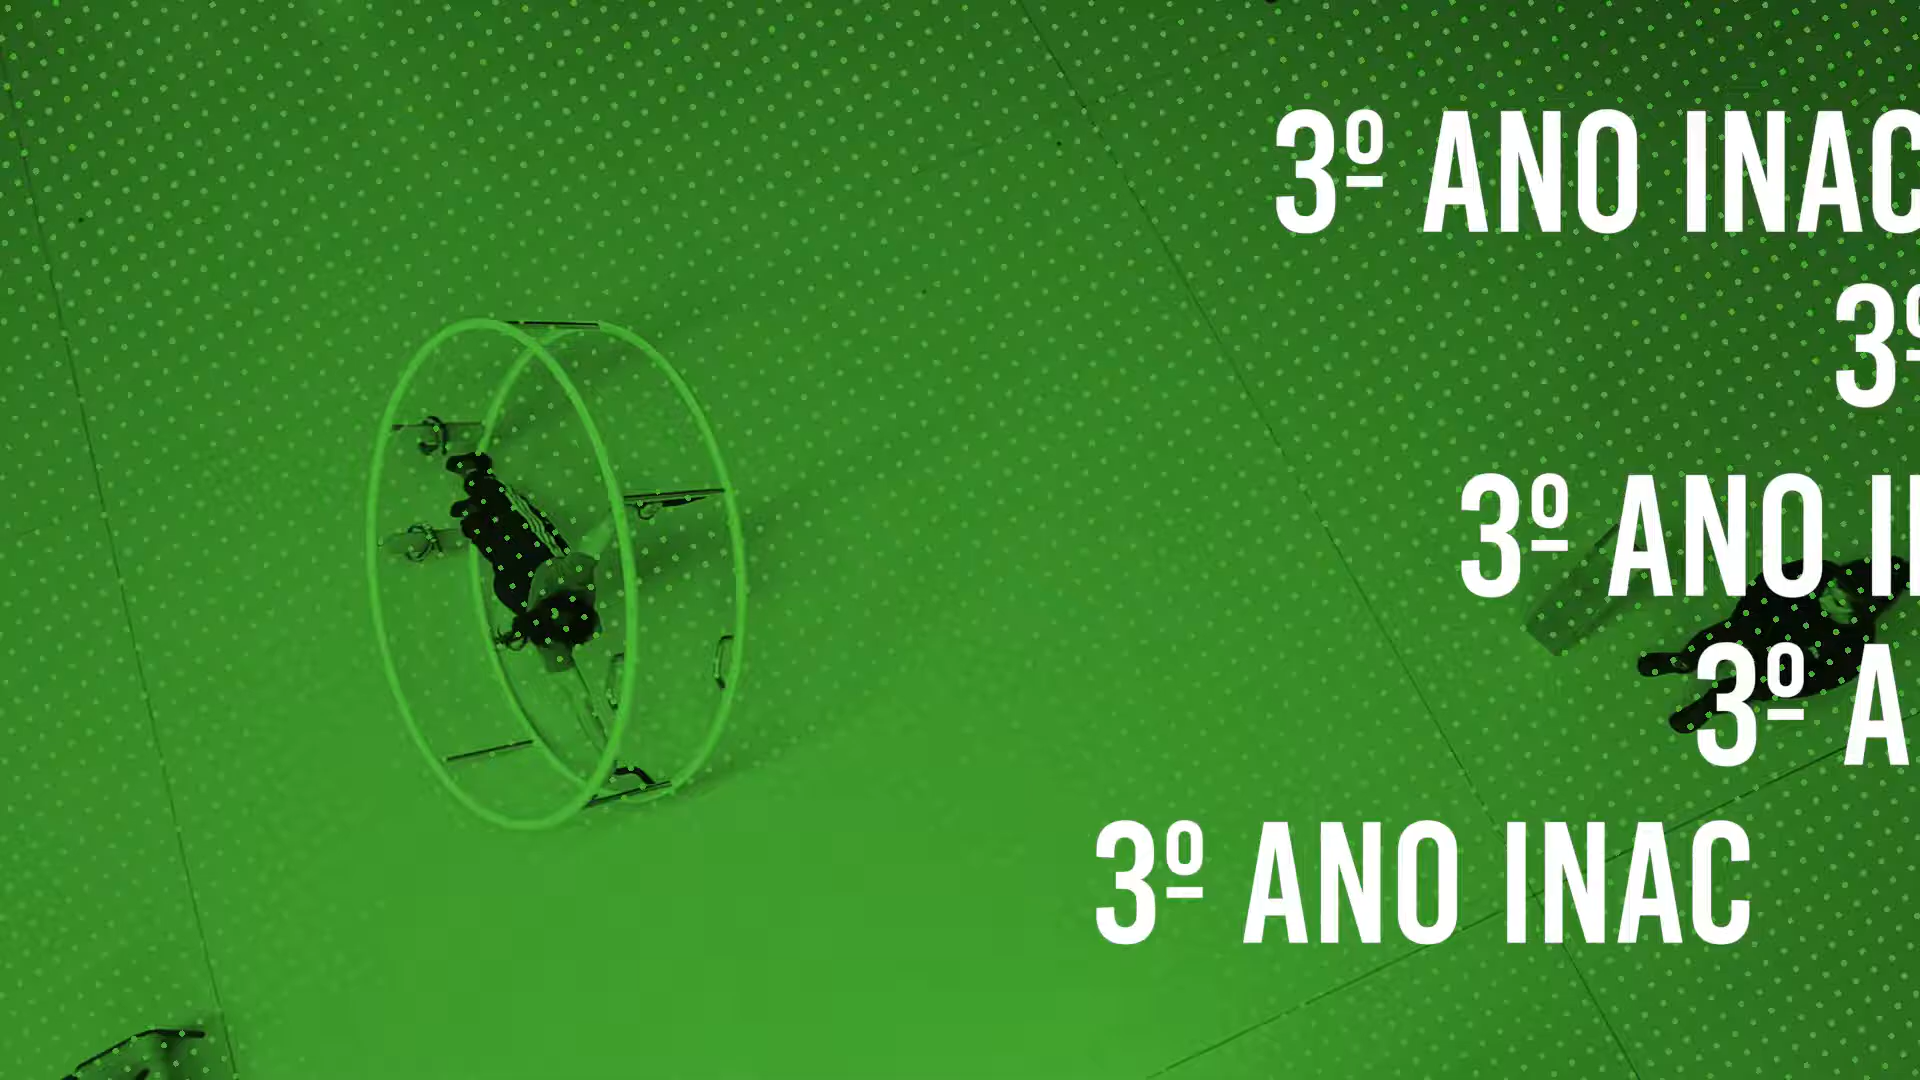 3º ANO INAC
3º
3º ANO I
3º A
3º ANO INAC